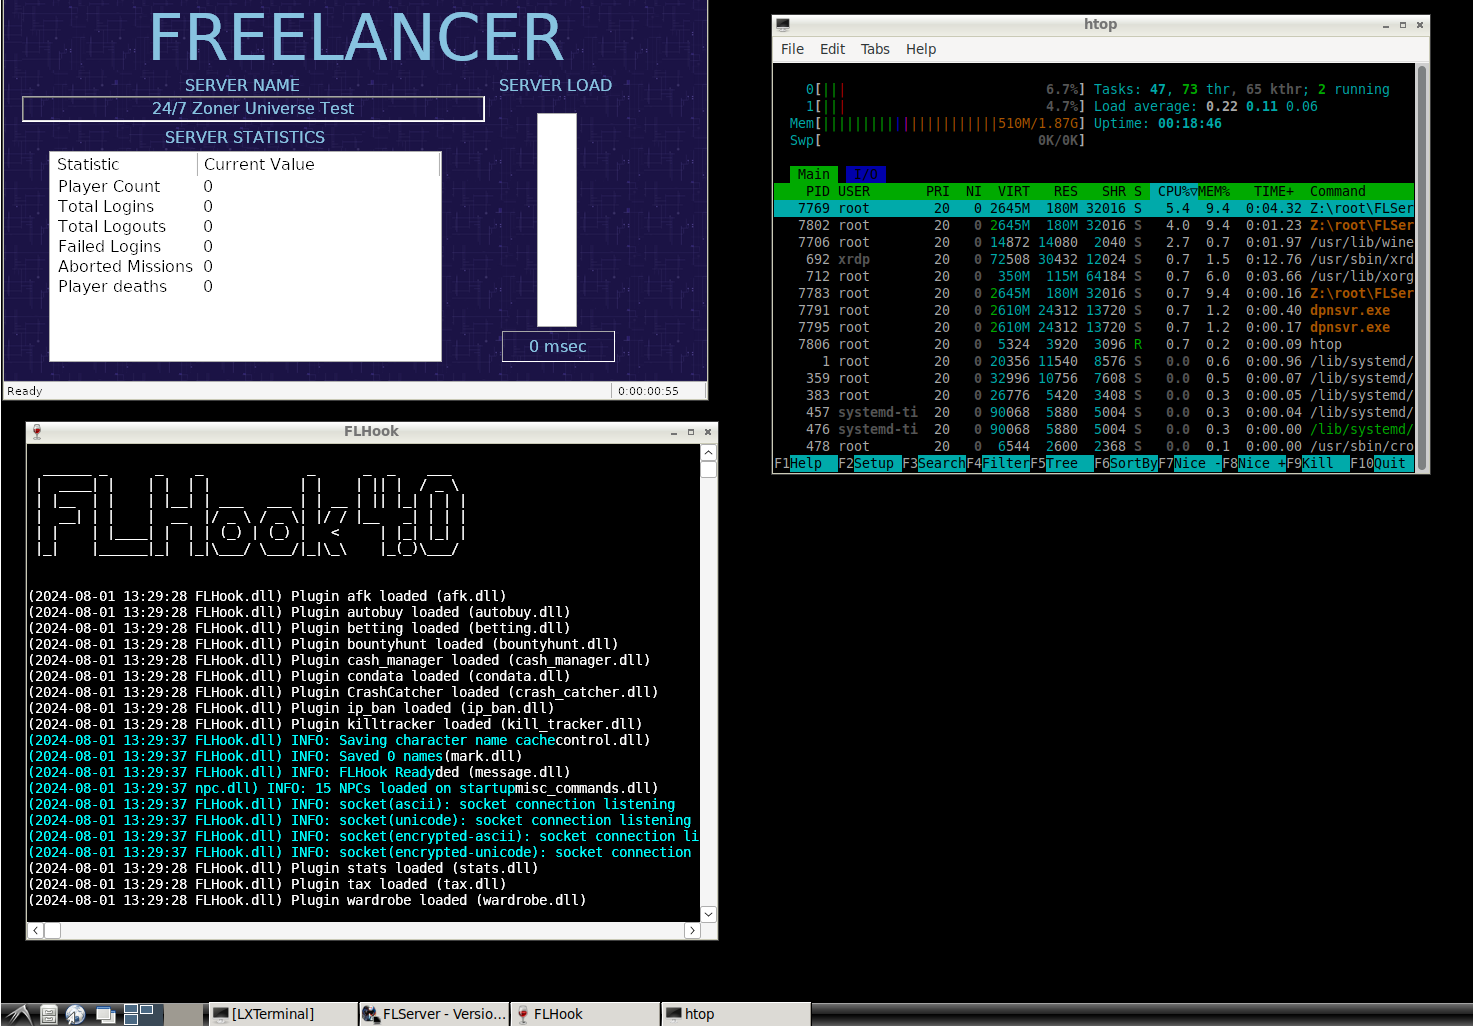 FREELANCER
SERVER NAME
24/7 Zoner Universe Test
SERVER STATISTICS
Statistic Current Value
Player Count 0
Total Logins 0
Total Logouts 0
Failed Logins 0
Aborted Missions 0
Player deaths 0
SERVER LOAD
0 msec
Ready 0:00:00:55
htop
File Edit Tabs Help
0[||| 6.7%] Tasks: 47, 73 thr, 65 kthr; 2 running
1[||| 4.7%] Load average: 0.22 0.11 0.06
Mem[||||||||||||||||||||||510M/1.87G] Uptime: 00:18:46
Swp[ 0K/0K]
Main I/O
PID USER PRI NI VIRT RES SHR S CPU%▽MEM% TIME+ Command
7769 root 20 0 2645M 180M 32016 S 5.4 9.4 0:04.32 Z:\root\FLSer
7802 root 20 0 2645M 180M 32016 S 4.0 9.4 0:01.23 Z:\root\FLSer
7706 root 20 0 14872 14080 2040 S 2.7 0.7 0:01.97 /usr/lib/wine
692 xrdp 20 0 72508 30432 12024 S 0.7 1.5 0:12.76 /usr/sbin/xrd
712 root 20 0 350M 115M 64184 S 0.7 6.0 0:03.66 /usr/lib/xorg
7783 root 20 0 2645M 180M 32016 S 0.7 9.4 0:00.16 Z:\root\FLSer
7791 root 20 0 2610M 24312 13720 S 0.7 1.2 0:00.40 dpnsvr.exe
7795 root 20 0 2610M 24312 13720 S 0.7 1.2 0:00.17 dpnsvr.exe
7806 root 20 0 5324 3920 3096 R 0.7 0.2 0:00.09 htop
1 root 20 0 20356 11540 8576 S 0.0 0.6 0:00.96 /lib/systemd/
359 root 20 0 32996 10756 7608 S 0.0 0.5 0:00.07 /lib/systemd/
383 root 20 0 26776 5420 3408 S 0.0 0.3 0:00.05 /lib/systemd/
457 systemd-ti 20 0 90068 5880 5004 S 0.0 0.3 0:00.04 /lib/systemd/
476 systemd-ti 20 0 90068 5880 5004 S 0.0 0.3 0:00.00 /lib/systemd/
478 root 20 0 6544 2600 2368 S 0.0 0.1 0:00.00 /usr/sbin/cro
F1Help F2Setup F3SearchF4FilterF5Tree F6SortByF7Nice -F8Nice +F9Kill F10Quit
FLHook
FLHook 4.0
(2024-08-01 13:29:28 FLHook.dll) Plugin afk loaded (afk.dll)
(2024-08-01 13:29:28 FLHook.dll) Plugin autobuy loaded (autobuy.dll)
(2024-08-01 13:29:28 FLHook.dll) Plugin betting loaded (betting.dll)
(2024-08-01 13:29:28 FLHook.dll) Plugin bountyhunt loaded (bountyhunt.dll)
(2024-08-01 13:29:28 FLHook.dll) Plugin cash_manager loaded (cash_manager.dll)
(2024-08-01 13:29:28 FLHook.dll) Plugin condata loaded (condata.dll)
(2024-08-01 13:29:28 FLHook.dll) Plugin CrashCatcher loaded (crash_catcher.dll)
(2024-08-01 13:29:28 FLHook.dll) Plugin ip_ban loaded (ip_ban.dll)
(2024-08-01 13:29:28 FLHook.dll) Plugin killtracker loaded (kill_tracker.dll)
(2024-08-01 13:29:37 FLHook.dll) INFO: Saving character name cachecontrol.dll)
(2024-08-01 13:29:37 FLHook.dll) INFO: Saved 0 names(mark.dll)
(2024-08-01 13:29:37 FLHook.dll) INFO: FLHook Readyded (message.dll)
(2024-08-01 13:29:37 npc.dll) INFO: 15 NPCs loaded on startupmisc_commands.dll)
(2024-08-01 13:29:37 FLHook.dll) INFO: socket(ascii): socket connection listening
(2024-08-01 13:29:37 FLHook.dll) INFO: socket(unicode): socket connection listening
(2024-08-01 13:29:37 FLHook.dll) INFO: socket(encrypted-ascii): socket connection li
(2024-08-01 13:29:37 FLHook.dll) INFO: socket(encrypted-unicode): socket connection
(2024-08-01 13:29:28 FLHook.dll) Plugin stats loaded (stats.dll)
(2024-08-01 13:29:28 FLHook.dll) Plugin tax loaded (tax.dll)
(2024-08-01 13:29:28 FLHook.dll) Plugin wardrobe loaded (wardrobe.dll)
[LXTerminal] FLServer - Versio... FLHook htop